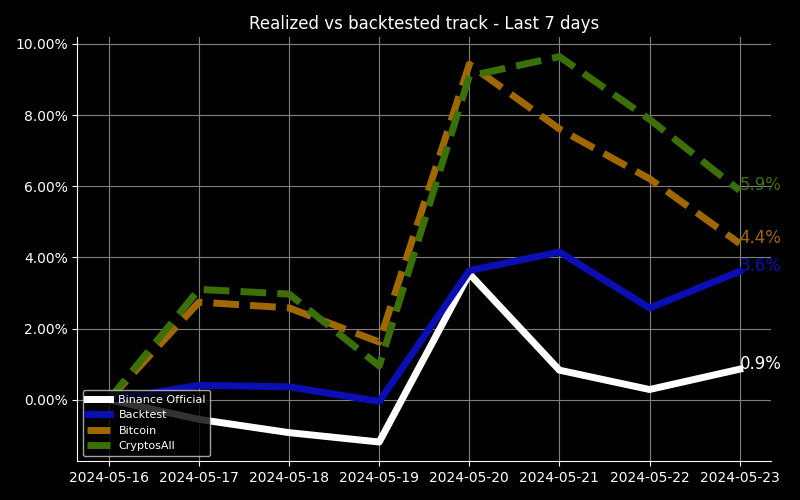 Realized vs backtested track - Last 7 days
10.00%
8.00%
6.00%
4.00%
2.00%
0.00%
5.9%
4.4%
3.6%
0.9%
Binance Official
Backtest
Bitcoin
CryptosAll
2024-05-16 2024-05-17 2024-05-18 2024-05-19 2024-05-20 2024-05-21 2024-05-22 2024-05-23